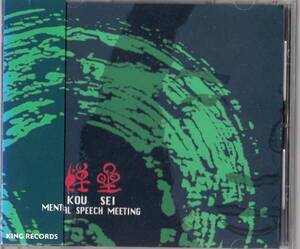 KOU SEI
MENTAL SPEECH MEETING
KING RECORDS